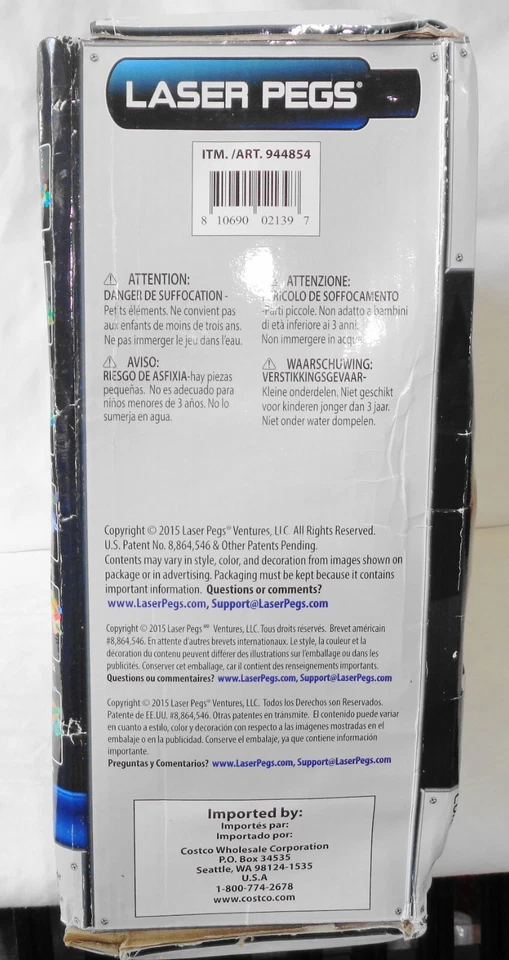 LASER PEGS®
ITM. /ART. 944854
8 10690 02139 7
ATTENTION:
DANGER DE SUFFOCATION -
Petits éléments. Ne convient pas
aux enfants de moins de trois ans.
Ne pas immerger le jeu dans l'eau.
ATTENZIONE:
PERICOLO DE SOFFOCAMENTO
-Parti piccole. Non adatto a bambini
di età inferiore ai 3 anni.
Non immergere in acqua.
AVISO:
RIESGO DE ASFIXIA-hay piezas
pequeñas. No es adecuado para
niños menores de 3 años. No lo
sumerja en agua.
WAARSCHUWING:
VERSTIKKINGSGEVAAR-
Kleine onderdelen. Niet geschikt
voor kinderen jonger dan 3 jaar.
Niet onder water dompelen.
Copyright © 2015 Laser Pegs® Ventures, LLC. All Rights Reserved.
U.S. Patent No. 8,864,546 & Other Patents Pending.
Contents may vary in style, color, and decoration from images shown on
package or in advertising. Packaging must be kept because it contains
important information. Questions or comments?
www.LaserPegs.com, Support@LaserPegs.com
Copyright © 2015 Laser Pegs® Ventures, LLC. Tous droits réservés. Brevet américain
#8,864,546. En attente d'autres brevets internationaux. Le style, la couleur et la
décoration du contenu peuvent différer des illustrations sur l'emballage ou dans les
publicités. Conserver cet emballage, car il contient des renseignements importants.
Questions ou commentaires? www.LaserPegs.com, Support@LaserPegs.com
Copyright © 2015 Laser Pegs® Ventures, LLC. Todos los Derechos son Reservados.
Patente de EE.UU. #8,864,546. Otras patentes en tránsmite. El contenido puede variar
en cuanto a estilo, color y decoración con respecto a las imágenes mostradas en el
embalaje o en la publicidad. Conserve el embalaje, ya que contiene información
importante.
Preguntas y Comentarios? www.LaserPegs.com, Support@LaserPegs.com
Imported by:
Importés par:
Importado por:
Costco Wholesale Corporation
P.O. Box 34535
Seattle, WA 98124-1535
U.S.A
1-800-774-2678
www.costco.com